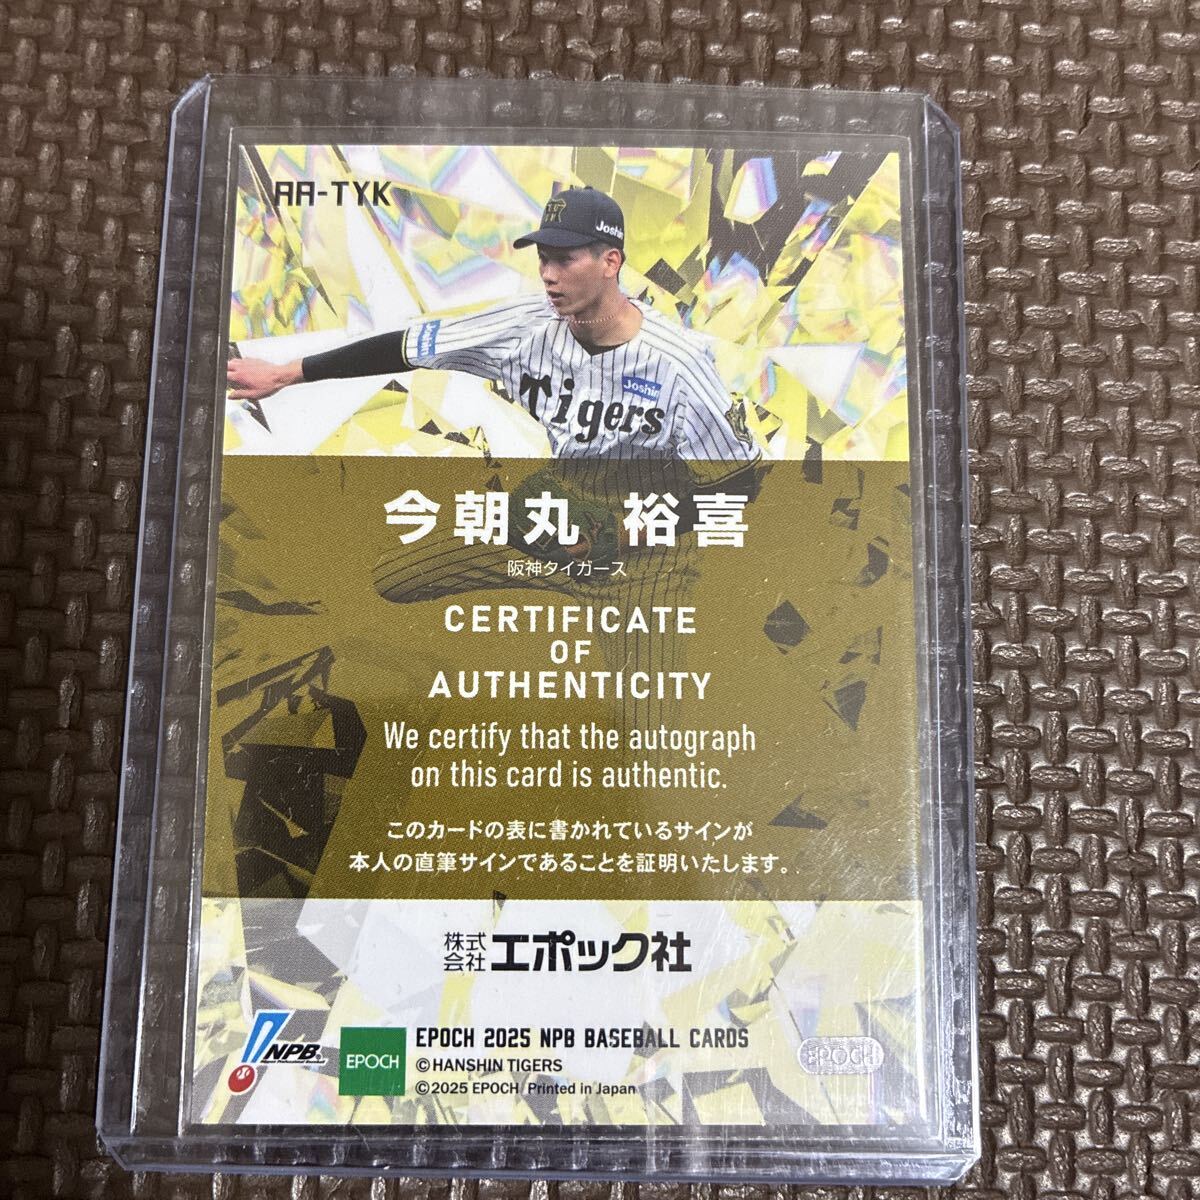 AA-TYK
Joshin
Joshin
Joshin
Tigers
今朝丸 裕喜
阪神タイガース
CERTIFICATE
OF
AUTHENTICITY
We certify that the autograph
on this card is authentic.
このカードの表に書かれているサインが
本人の直筆サインであることを証明いたします。
株式会社エポック社
NPB
Nippon Professional Baseball
EPOCH
EPOCH 2025 NPB BASEBALL CARDS
©HANSHIN TIGERS
©2025 EPOCH Printed in Japan
EPOCH